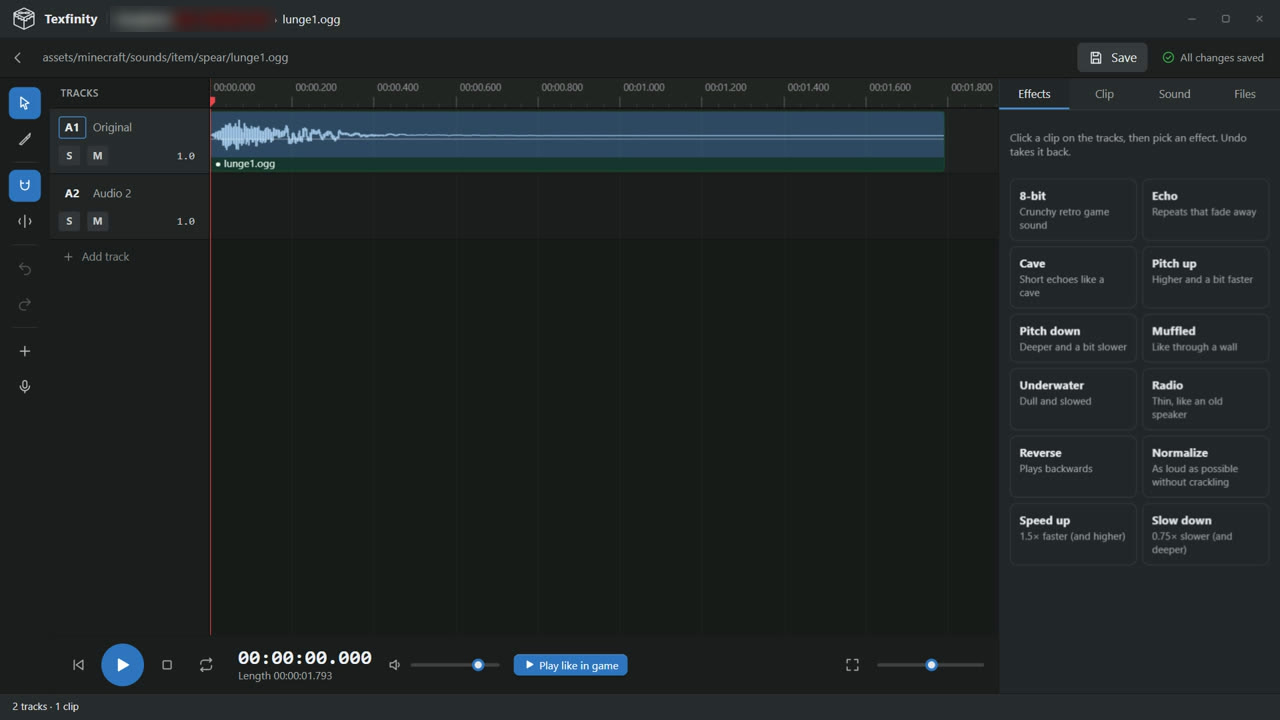 Texfinity
› lunge1.ogg
assets/minecraft/sounds/item/spear/lunge1.ogg
Save
All changes saved
TRACKS
00:00.000
00:00.200
00:00.400
00:00.600
00:00.800
00:01.000
00:01.200
00:01.400
00:01.600
00:01.800
Effects
Clip
Sound
Files
A1 Original
S M 1.0
lunge1.ogg
A2 Audio 2
S M 1.0
+ Add track
Click a clip on the tracks, then pick an effect. Undo
takes it back.
8-bit
Crunchy retro game
sound
Echo
Repeats that fade away
Cave
Short echoes like a
cave
Pitch up
Higher and a bit faster
Pitch down
Deeper and a bit slower
Muffled
Like through a wall
Underwater
Dull and slowed
Radio
Thin, like an old
speaker
Reverse
Plays backwards
Normalize
As loud as possible
without crackling
Speed up
1.5× faster (and higher)
Slow down
0.75× slower (and
deeper)
00:00:00.000
Length 00:00:01.793
Play like in game
2 tracks · 1 clip